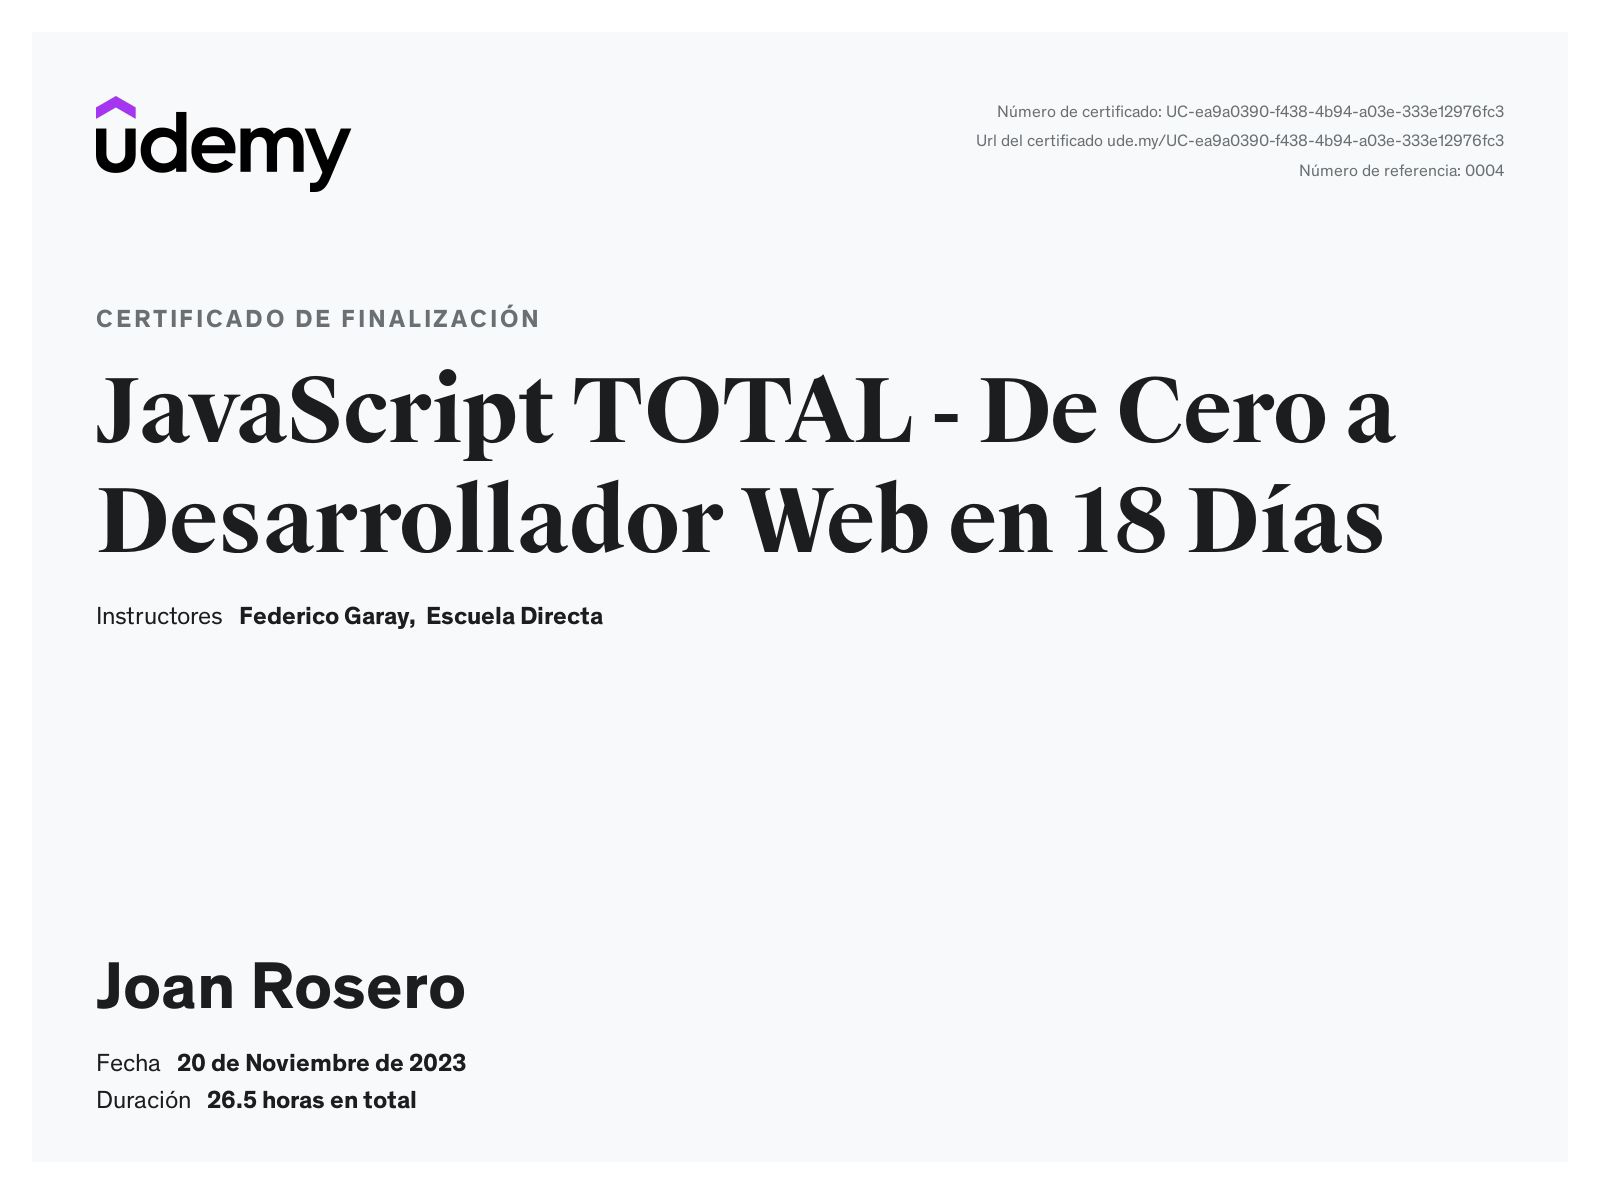 udemy
Número de certificado: UC-ea9a0390-f438-4b94-a03e-333e12976fc3
Url del certificado ude.my/UC-ea9a0390-f438-4b94-a03e-333e12976fc3
Número de referencia: 0004
CERTIFICADO DE FINALIZACIÓN
JavaScript TOTAL - De Cero a
Desarrollador Web en 18 Días
Instructores Federico Garay, Escuela Directa
Joan Rosero
Fecha 20 de Noviembre de 2023
Duración 26.5 horas en total